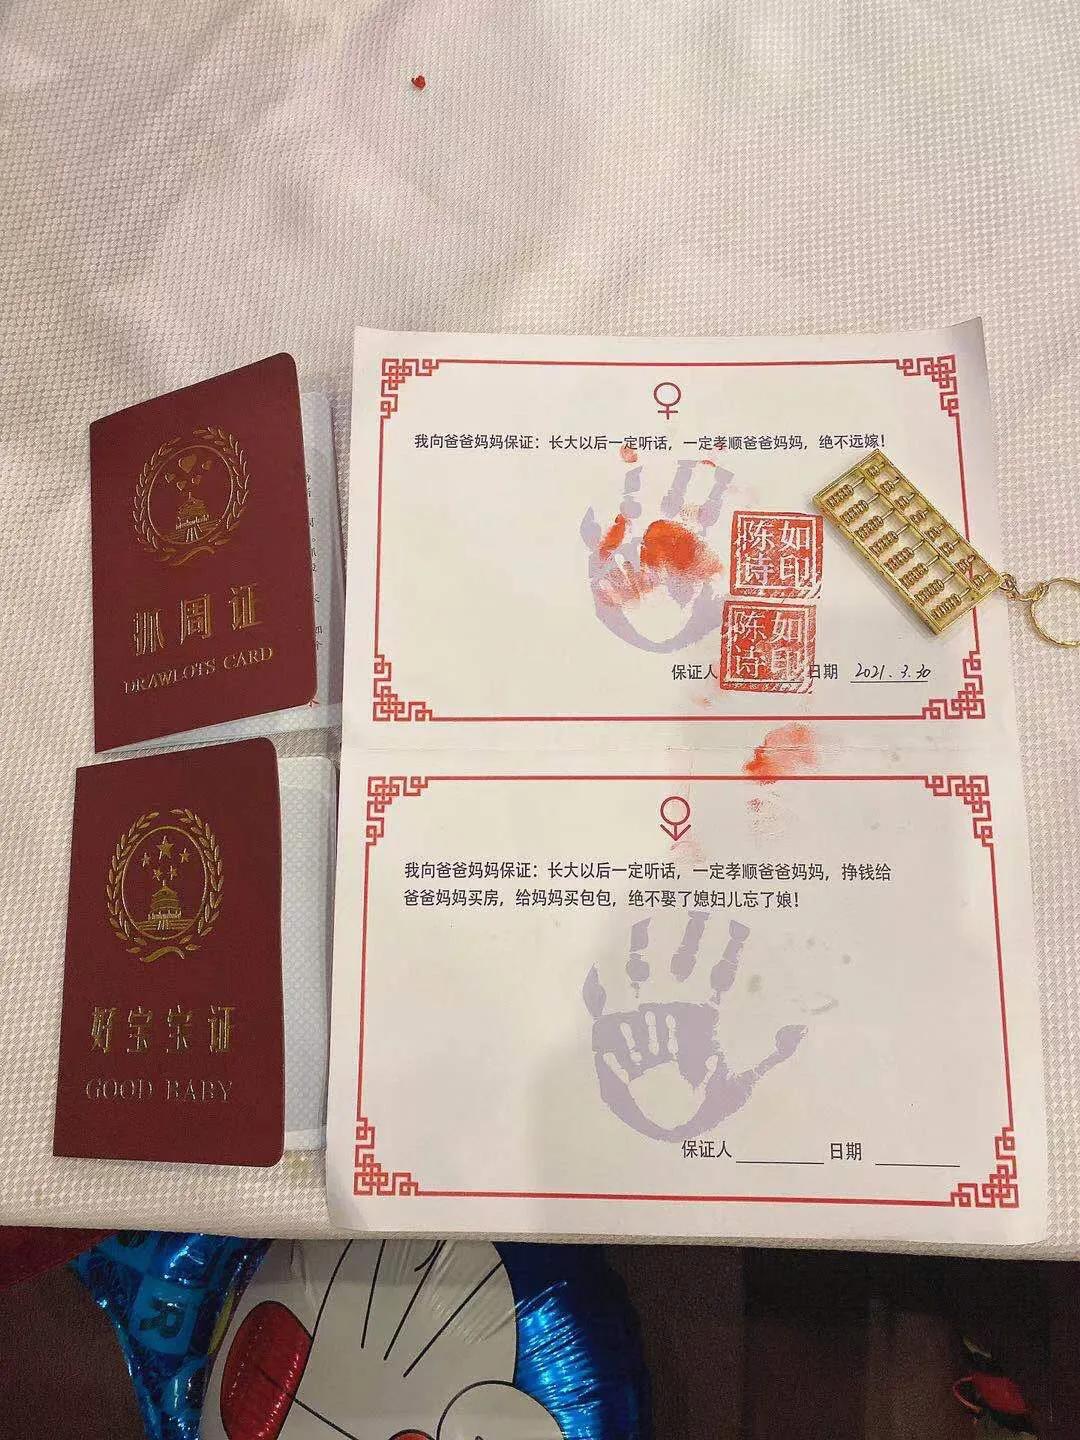 抓周证
DRAWLOTS CARD
好宝宝证
GOOD BABY
我向爸爸妈妈保证：长大以后一定听话，一定孝顺爸爸妈妈，绝不远嫁！
陈如
诗印
陈如
诗印
保证人
日期 2021.3.30
我向爸爸妈妈保证：长大以后一定听话，一定孝顺爸爸妈妈，挣钱给
爸爸妈妈买房，给妈妈买包包，绝不娶了媳妇儿忘了娘！
保证人 日期
R